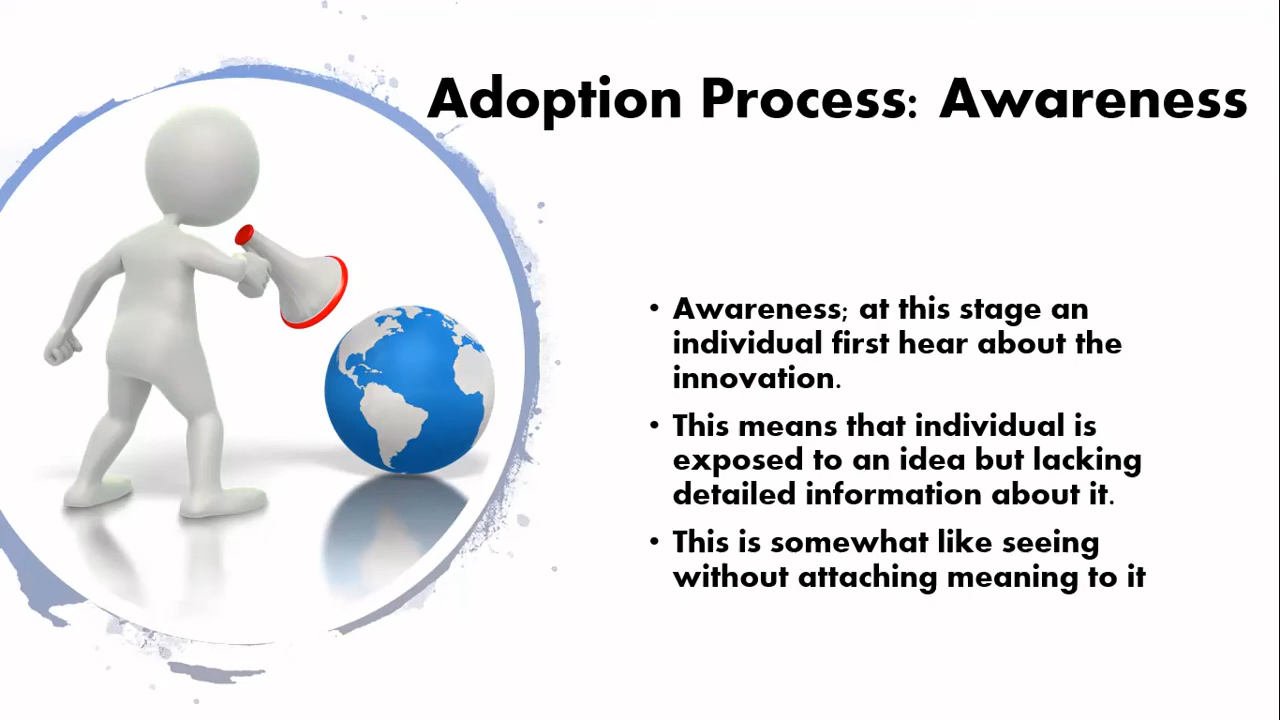 Adoption Process: Awareness
• Awareness; at this stage an
individual first hear about the
innovation.
• This means that individual is
exposed to an idea but lacking
detailed information about it.
• This is somewhat like seeing
without attaching meaning to it